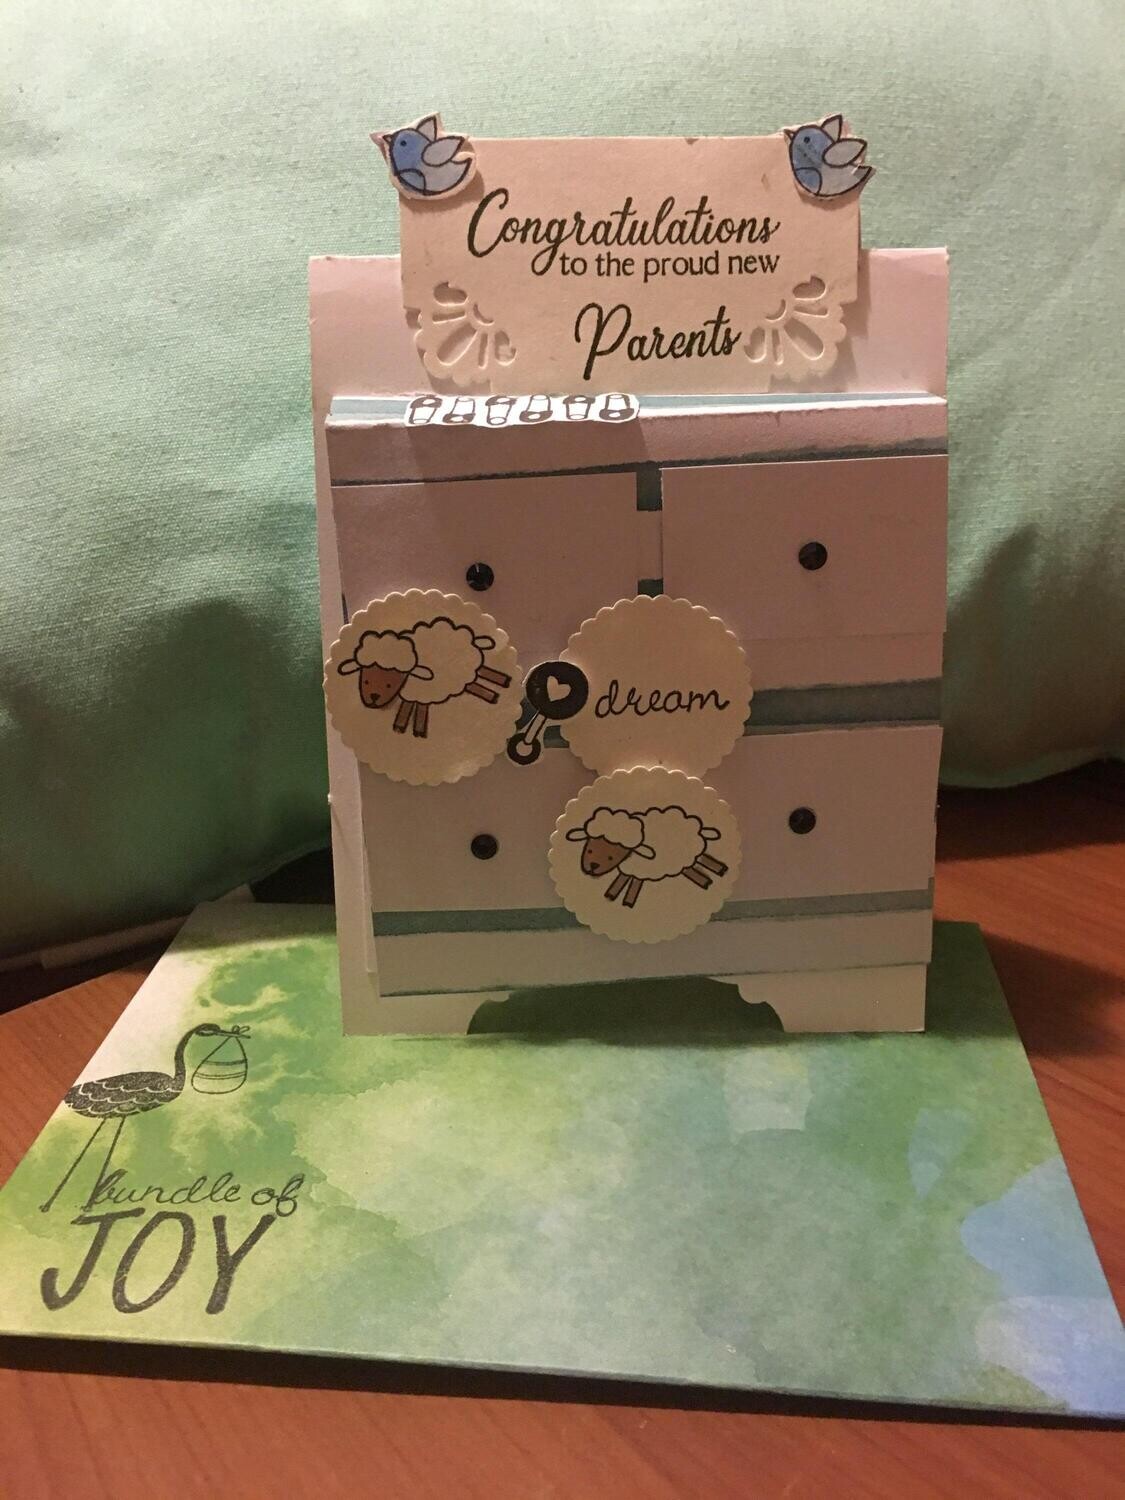 Congratulations
to the proud new
Parents
dream
bundle of
JOY